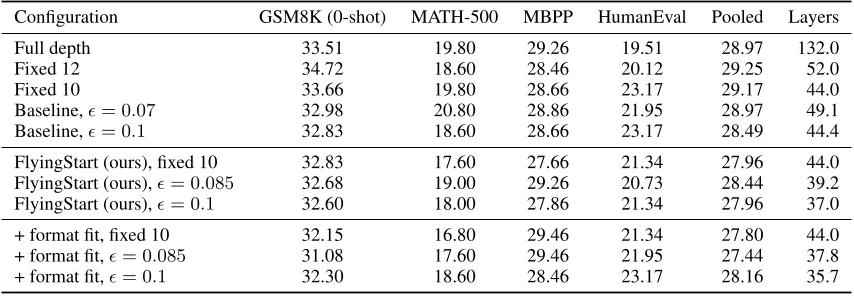 Configuration GSM8K (0-shot) MATH-500 MBPP HumanEval Pooled Layers
Full depth 33.51 19.80 29.26 19.51 28.97 132.0
Fixed 12 34.72 18.60 28.46 20.12 29.25 52.0
Fixed 10 33.66 19.80 28.66 23.17 29.17 44.0
Baseline, ϵ = 0.07 32.98 20.80 28.86 21.95 28.97 49.1
Baseline, ϵ = 0.1 32.83 18.60 28.66 23.17 28.49 44.4
FlyingStart (ours), fixed 10 32.83 17.60 27.66 21.34 27.96 44.0
FlyingStart (ours), ϵ = 0.085 32.68 19.00 29.26 20.73 28.44 39.2
FlyingStart (ours), ϵ = 0.1 32.60 18.00 27.86 21.34 27.96 37.0
+ format fit, fixed 10 32.15 16.80 29.46 21.34 27.80 44.0
+ format fit, ϵ = 0.085 31.08 17.60 29.46 21.95 27.44 37.8
+ format fit, ϵ = 0.1 32.30 18.60 28.46 23.17 28.16 35.7